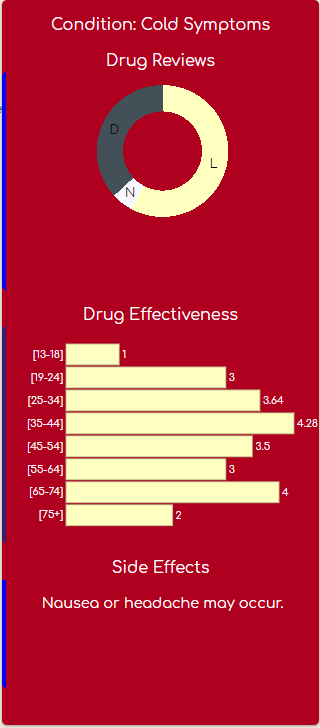 Condition: Cold Symptoms
Drug Reviews
D
L
N
Drug Effectiveness
[13-18] 1
[19-24] 3
[25-34] 3.64
[35-44] 4.28
[45-54] 3.5
[55-64] 3
[65-74] 4
[75+] 2
Side Effects
Nausea or headache may occur.